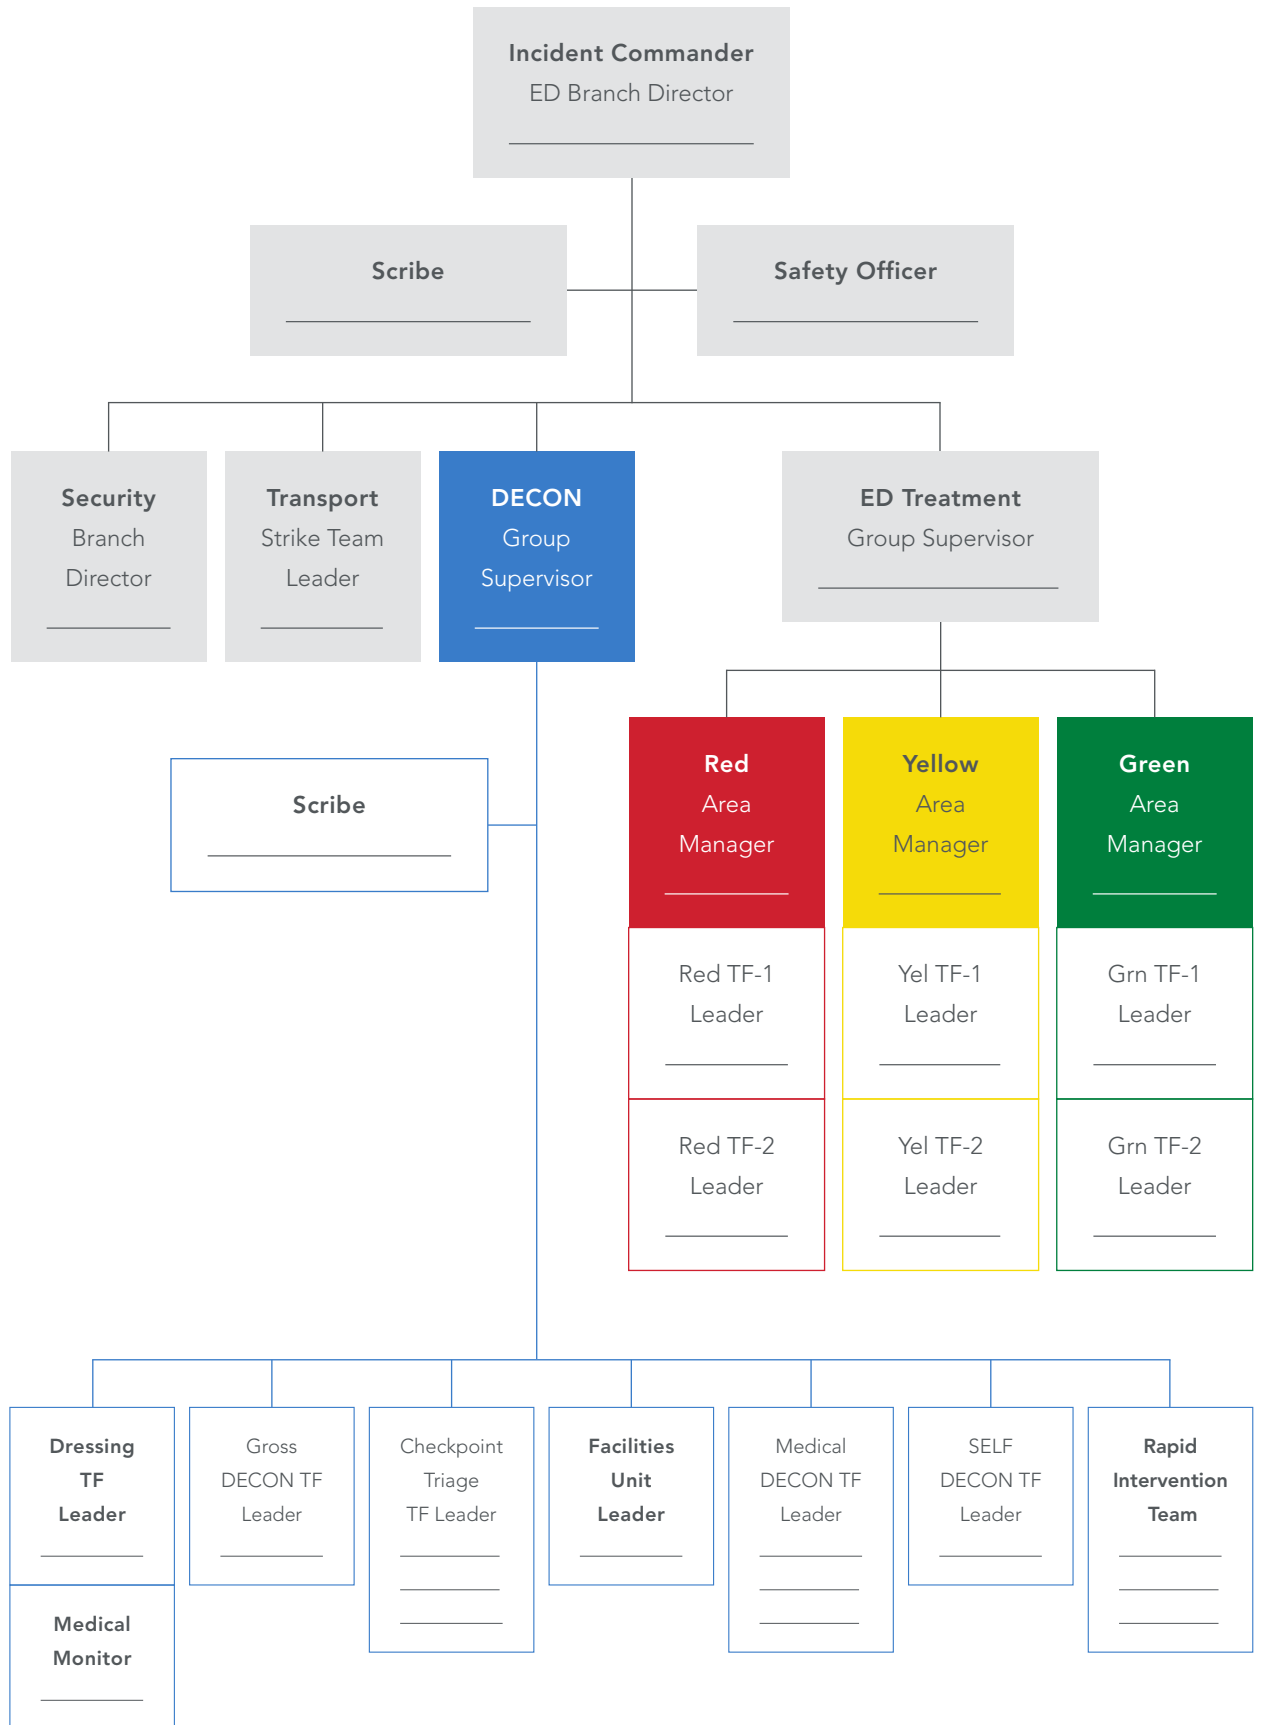 Incident Commander
ED Branch Director
Scribe
Safety Officer
Security
Branch
Director
Transport
Strike Team
Leader
DECON
Group
Supervisor
ED Treatment
Group Supervisor
Scribe
Red
Area
Manager
Yellow
Area
Manager
Green
Area
Manager
Red TF-1
Leader
Yel TF-1
Leader
Grn TF-1
Leader
Red TF-2
Leader
Yel TF-2
Leader
Grn TF-2
Leader
Dressing
TF
Leader
Gross
DECON TF
Leader
Checkpoint
Triage
TF Leader
Facilities
Unit
Leader
Medical
DECON TF
Leader
SELF
DECON TF
Leader
Rapid
Intervention
Team
Medical
Monitor